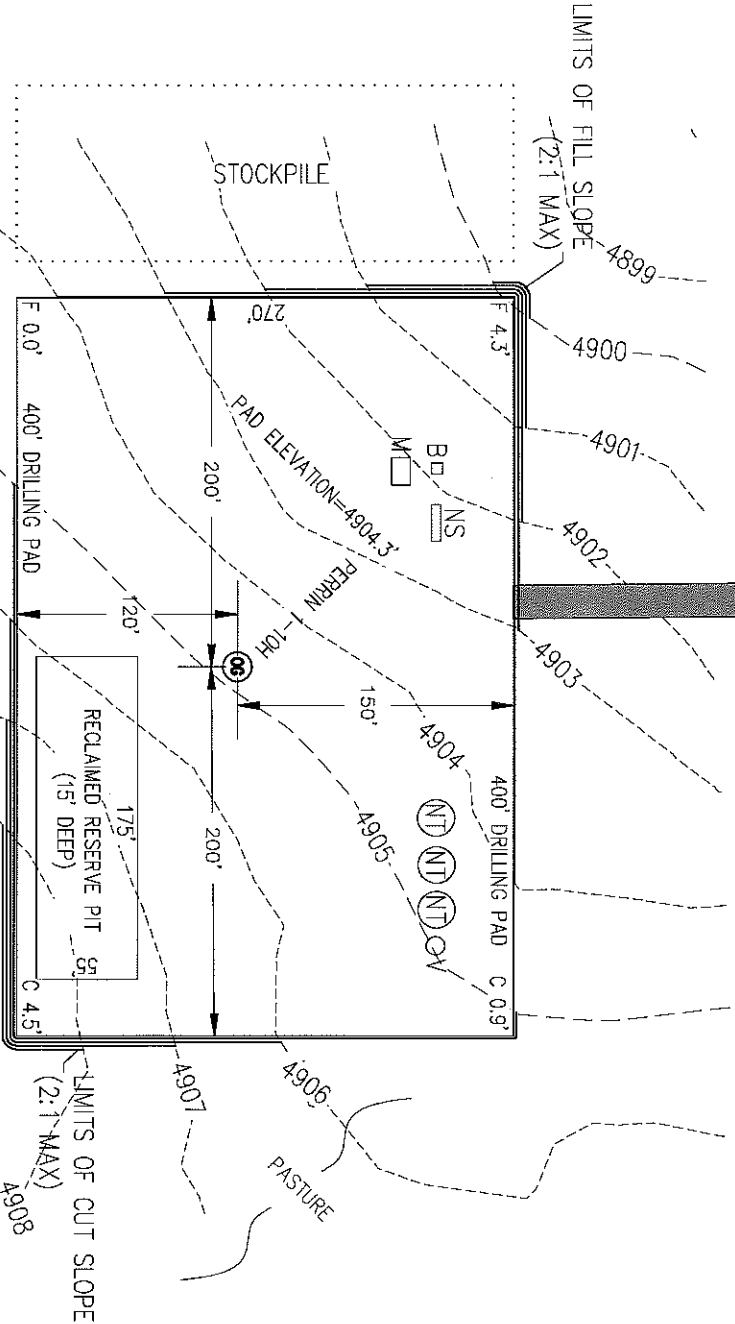 LIMITS OF FILL SLOPE
(2:1 MAX)
4899
4900
4901
4902
4903
4904
4905
4906
4907
4908
STOCKPILE
F 4.3'
270'
B
M
NS
PAD ELEVATION=4904.3'
PERRIN 1-10H
OG
F 0.0'
400' DRILLING PAD
200'
120'
150'
200'
400' DRILLING PAD
C 0.9'
NT
NT
NT
V
175'
RECLAIMED RESERVE PIT
(15' DEEP)
55'
C 4.5'
LIMITS OF CUT SLOPE
(2:1 MAX)
PASTURE